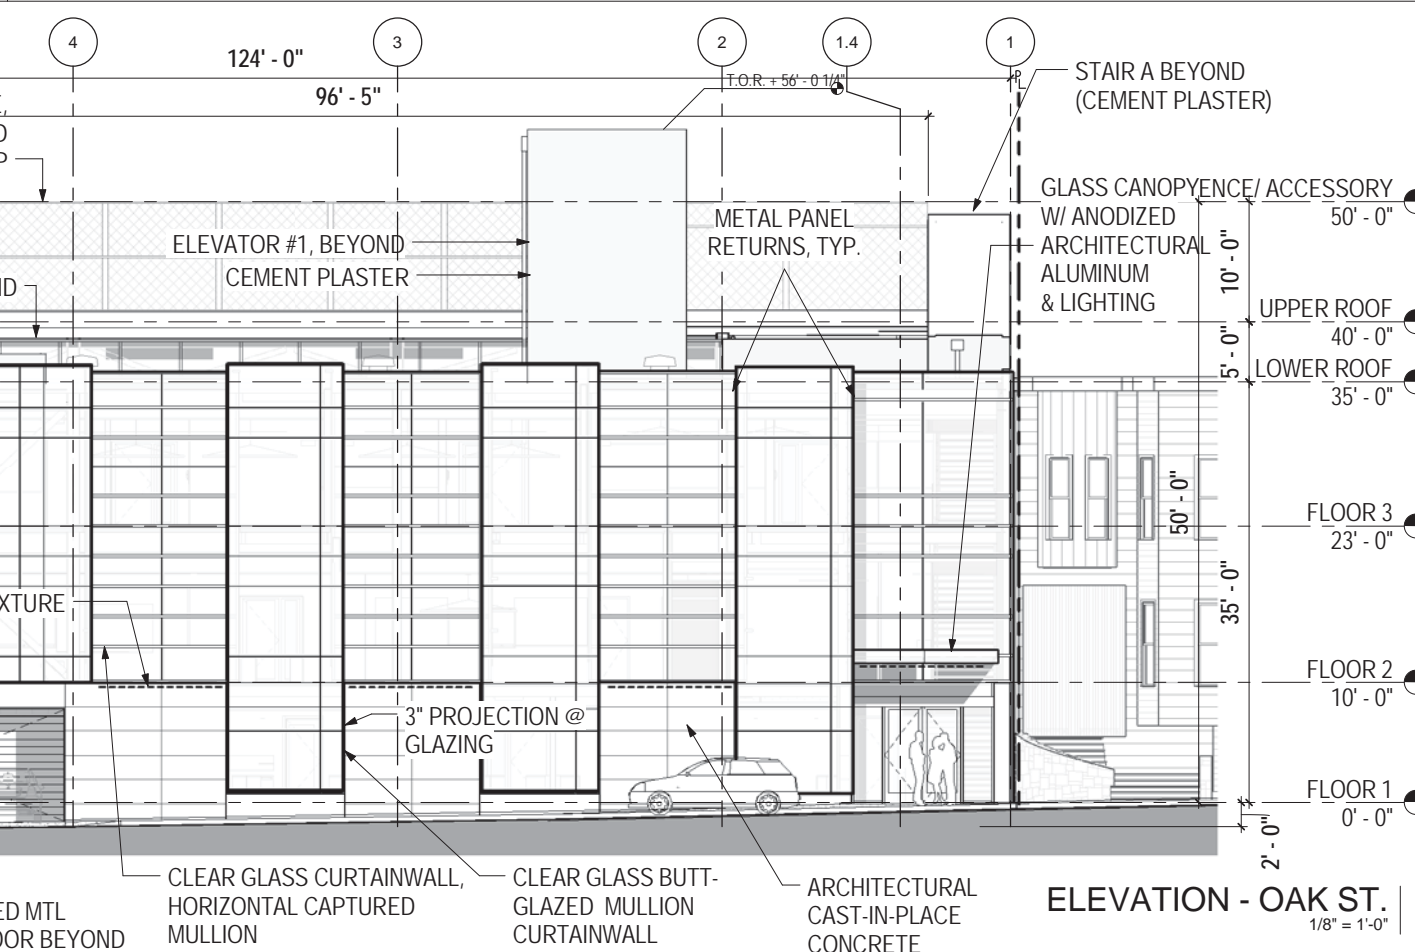 4
3
2
1.4
1
124' - 0"
96' - 5"
T.O.R. + 56' - 0 1/4"
STAIR A BEYOND
(CEMENT PLASTER)
P
GLASS CANOPY
W/ ANODIZED
ARCHITECTURAL
ALUMINUM
& LIGHTING
ENCE/ ACCESSORY
50' - 0"
METAL PANEL
RETURNS, TYP.
ELEVATOR #1, BEYOND
CEMENT PLASTER
ND
10' - 0"
UPPER ROOF
40' - 0"
5' - 0"
LOWER ROOF
35' - 0"
50' - 0"
FLOOR 3
23' - 0"
35' - 0"
XTURE
FLOOR 2
10' - 0"
3" PROJECTION @
GLAZING
FLOOR 1
0' - 0"
2' - 0"
CLEAR GLASS CURTAINWALL,
HORIZONTAL CAPTURED
MULLION
CLEAR GLASS BUTT-
GLAZED MULLION
CURTAINWALL
ARCHITECTURAL
CAST-IN-PLACE
CONCRETE
ED MTL
OOR BEYOND
ELEVATION - OAK ST.
1/8" = 1'-0"